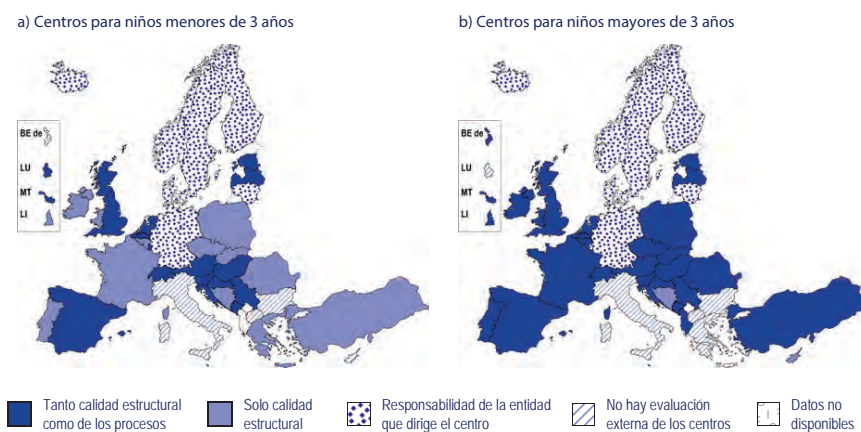 a) Centros para niños menores de 3 años
b) Centros para niños mayores de 3 años
BE de
LU
MT
LI
BE de
LU
MT
LI
Tanto calidad estructural
como de los procesos
Solo calidad
estructural
Responsabilidad de la entidad
que dirige el centro
No hay evaluación
externa de los centros
Datos no
disponibles